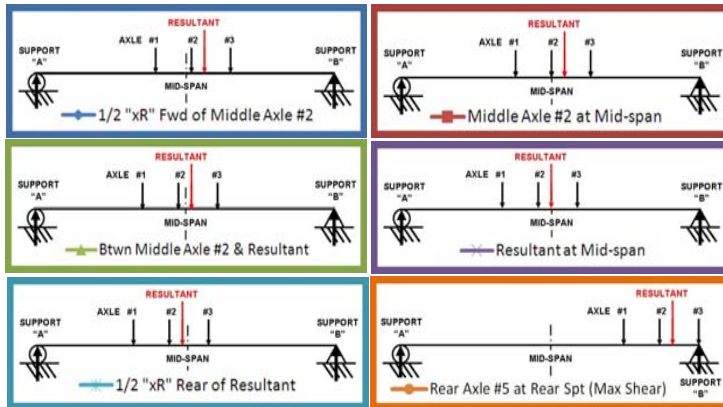 RESULTANT
SUPPORT "A"
AXLE #1 #2 #3
SUPPORT "B"
MID-SPAN
1/2 "xR" Fwd of Middle Axle #2
RESULTANT
SUPPORT "A"
AXLE #1 #2 #3
SUPPORT "B"
MID-SPAN
Middle Axle #2 at Mid-span
RESULTANT
SUPPORT "A"
AXLE #1 #2 #3
SUPPORT "B"
MID-SPAN
Btwn Middle Axle #2 & Resultant
RESULTANT
SUPPORT "A"
AXLE #1 #2 #3
SUPPORT "B"
MID-SPAN
Resultant at Mid-span
RESULTANT
SUPPORT "A"
AXLE #1 #2 #3
SUPPORT "B"
MID-SPAN
1/2 "xR" Rear of Resultant
RESULTANT
SUPPORT "A"
AXLE #1 #2 #3
MID-SPAN
SUPPORT "B"
Rear Axle #5 at Rear Spt (Max Shear)